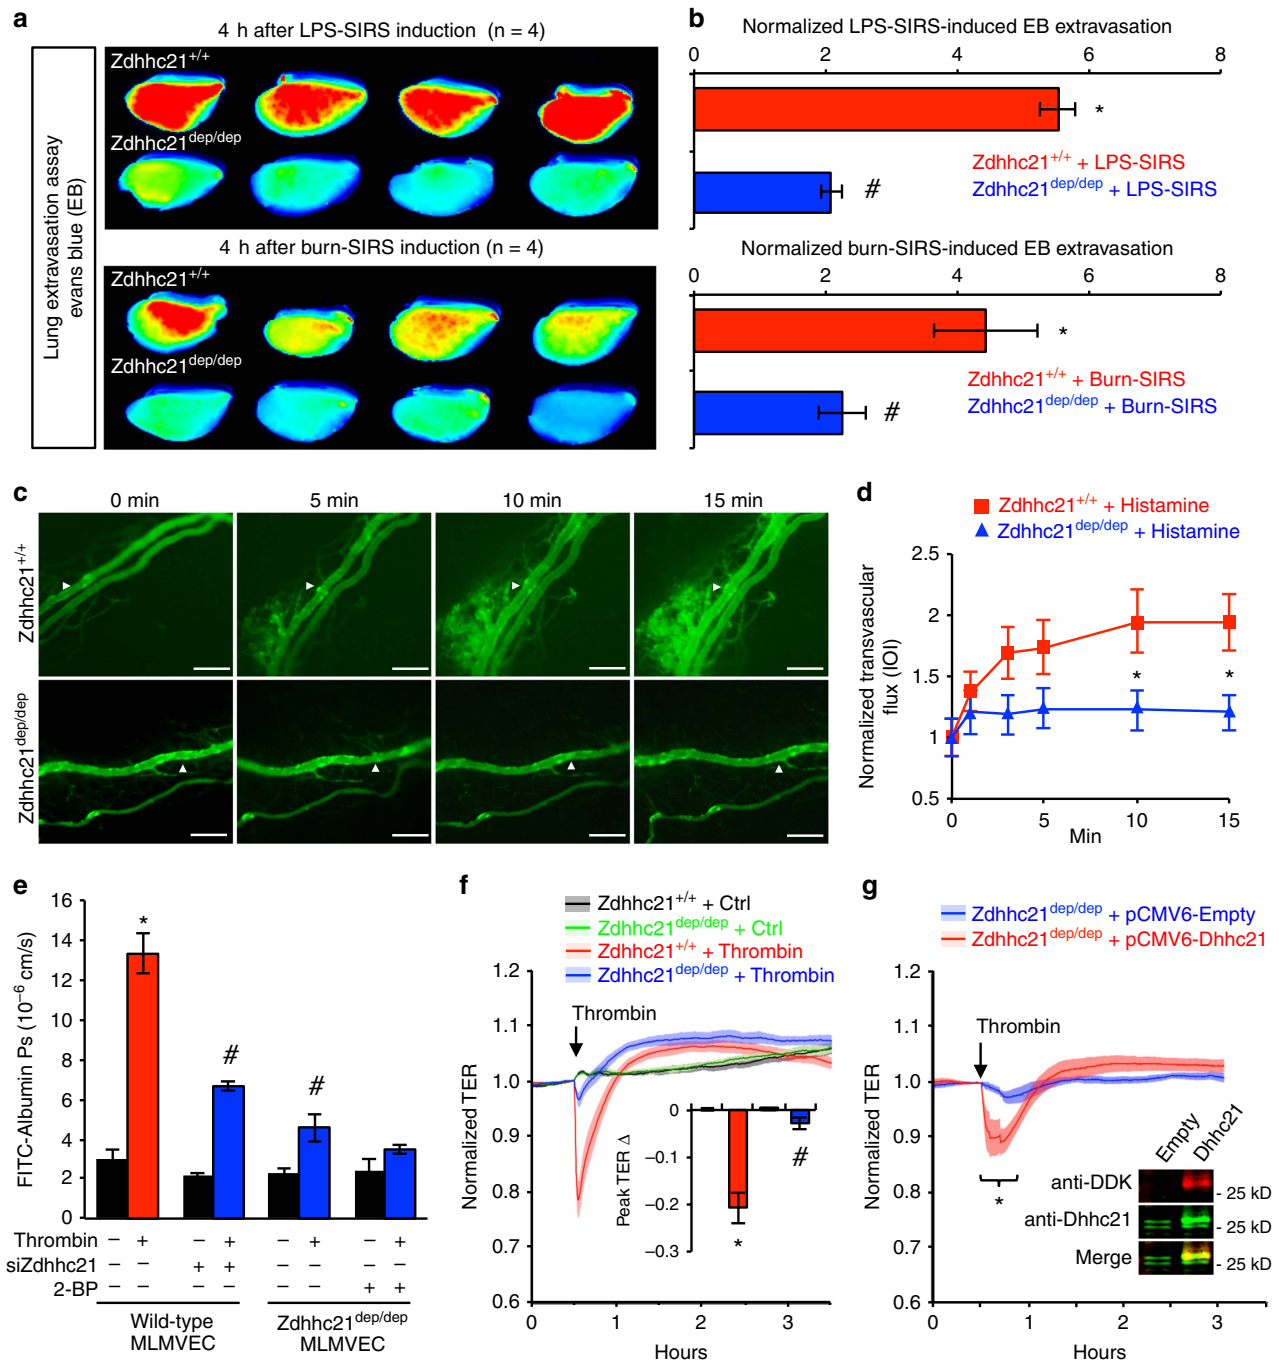 a
4 h after LPS-SIRS induction (n = 4)
Lung extravasation assay
evans blue (EB)
Zdhhc21+/+
Zdhhc21dep/dep
4 h after burn-SIRS induction (n = 4)
Zdhhc21+/+
Zdhhc21dep/dep
b
Normalized LPS-SIRS-induced EB extravasation
0 2 4 6 8
*
#
Zdhhc21+/+ + LPS-SIRS
Zdhhc21dep/dep + LPS-SIRS
Normalized burn-SIRS-induced EB extravasation
0 2 4 6 8
*
#
Zdhhc21+/+ + Burn-SIRS
Zdhhc21dep/dep + Burn-SIRS
c
0 min 5 min 10 min 15 min
Zdhhc21+/+
Zdhhc21dep/dep
d
Zdhhc21+/+ + Histamine
Zdhhc21dep/dep + Histamine
Normalized transvascular
flux (IOI)
2.5
2
1.5
1
0.5
* *
0 5 10 15
Min
e
FITC-Albumin Ps (10−6 cm/s)
16
14
12
10
8
6
4
2
0
*
#
#
Thrombin − + − + − + − +
siZdhhc21 − − + + − − − −
2-BP − − − − − − + +
Wild-type
MLMVEC
Zdhhc21dep/dep
MLMVEC
f
Zdhhc21+/+ + Ctrl
Zdhhc21dep/dep + Ctrl
Zdhhc21+/+ + Thrombin
Zdhhc21dep/dep + Thrombin
Normalized TER
1.2
1.1
1.0
0.9
0.8
0.7
0.6
Thrombin
Peak TER Δ
0
−0.1
−0.2
−0.3
*
#
0 1 2 3
Hours
g
Zdhhc21dep/dep + pCMV6-Empty
Zdhhc21dep/dep + pCMV6-Dhhc21
Normalized TER
1.2
1.1
1.0
0.9
0.8
0.7
0.6
Thrombin
*
Empty
Dhhc21
anti-DDK - 25 kD
anti-Dhhc21 - 25 kD
Merge - 25 kD
0 1 2 3
Hours